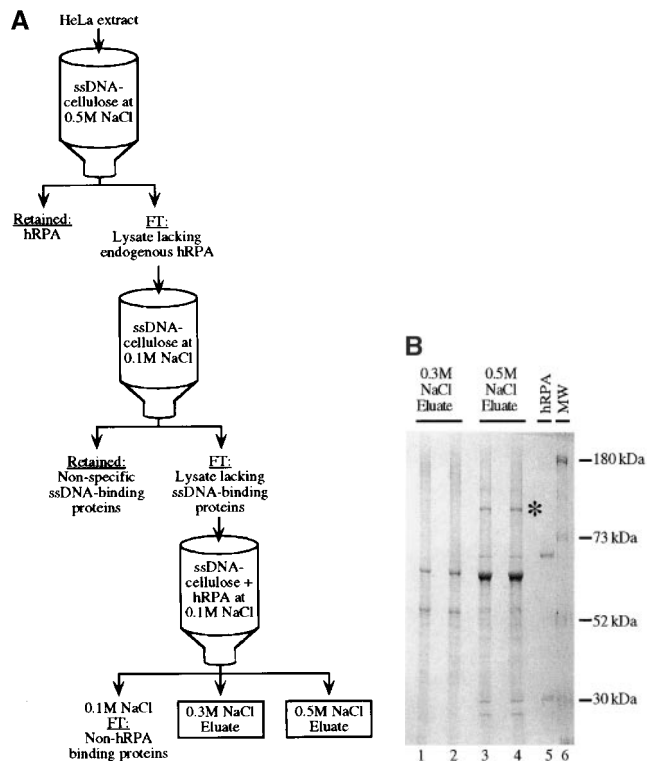 A
HeLa extract
ssDNA-
cellulose at
0.5M NaCl
Retained:
hRPA
FT:
Lysate lacking
endogenous hRPA
ssDNA-
cellulose at
0.1M NaCl
Retained:
Non-specific
ssDNA-binding
proteins
FT:
Lysate lacking
ssDNA-binding
proteins
ssDNA-
cellulose +
hRPA at
0.1M NaCl
0.1M NaCl
FT:
Non-hRPA
binding proteins
0.3M NaCl
Eluate
0.5M NaCl
Eluate
B
0.3M
NaCl
Eluate
0.5M
NaCl
Eluate
hRPA
MW
180 kDa
*
73 kDa
52 kDa
30 kDa
1 2 3 4 5 6